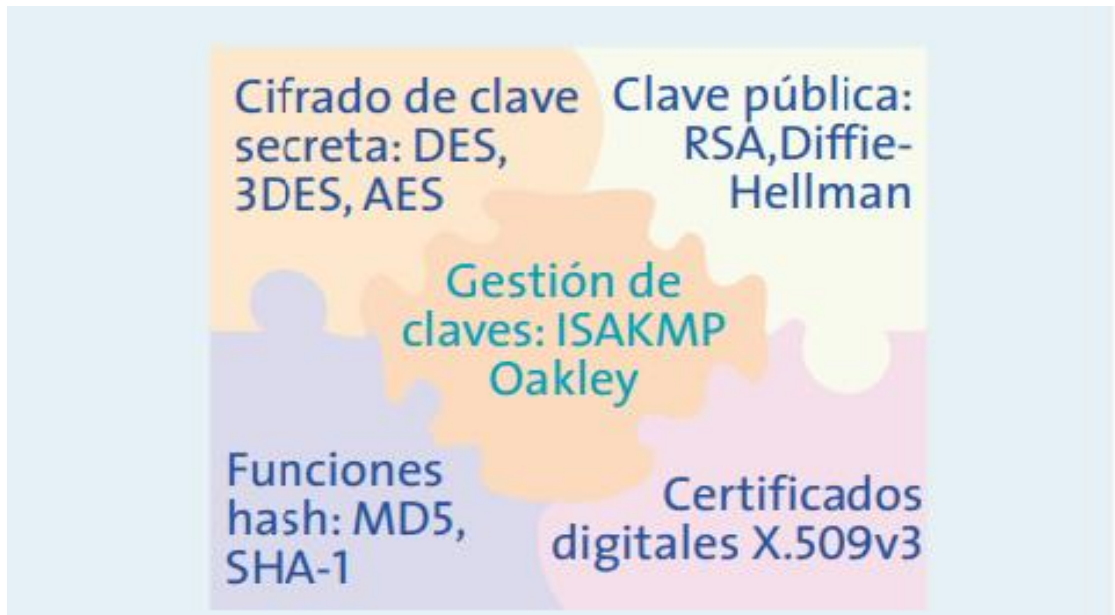 Cifrado de clave
secreta: DES,
3DES, AES
Clave pública:
RSA,Diffie-
Hellman
Gestión de
claves: ISAKMP
Oakley
Funciones
hash: MD5,
SHA-1
Certificados
digitales X.509v3